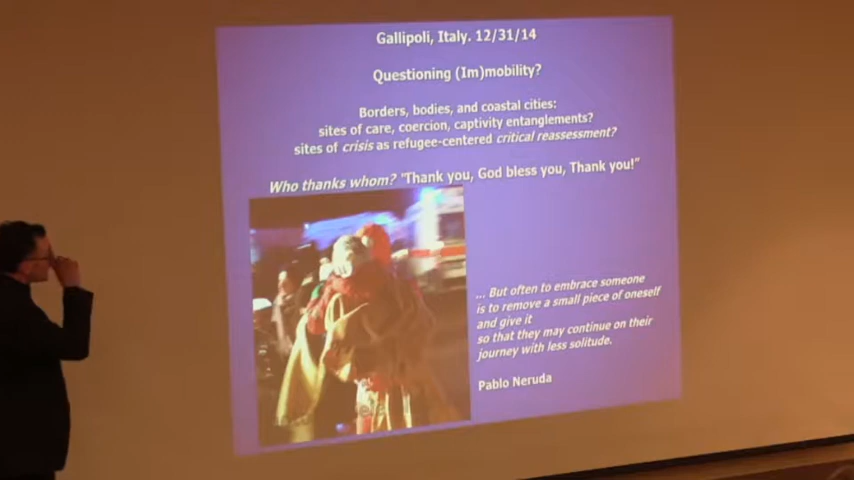 Gallipoli, Italy. 12/31/14
Questioning (Im)mobility?
Borders, bodies, and coastal cities:
sites of care, coercion, captivity entanglements?
sites of crisis as refugee-centered critical reassessment?
Who thanks whom? "Thank you, God bless you, Thank you!"
... But often to embrace someone
is to remove a small piece of oneself
and give it
so that they may continue on their
journey with less solitude.
Pablo Neruda